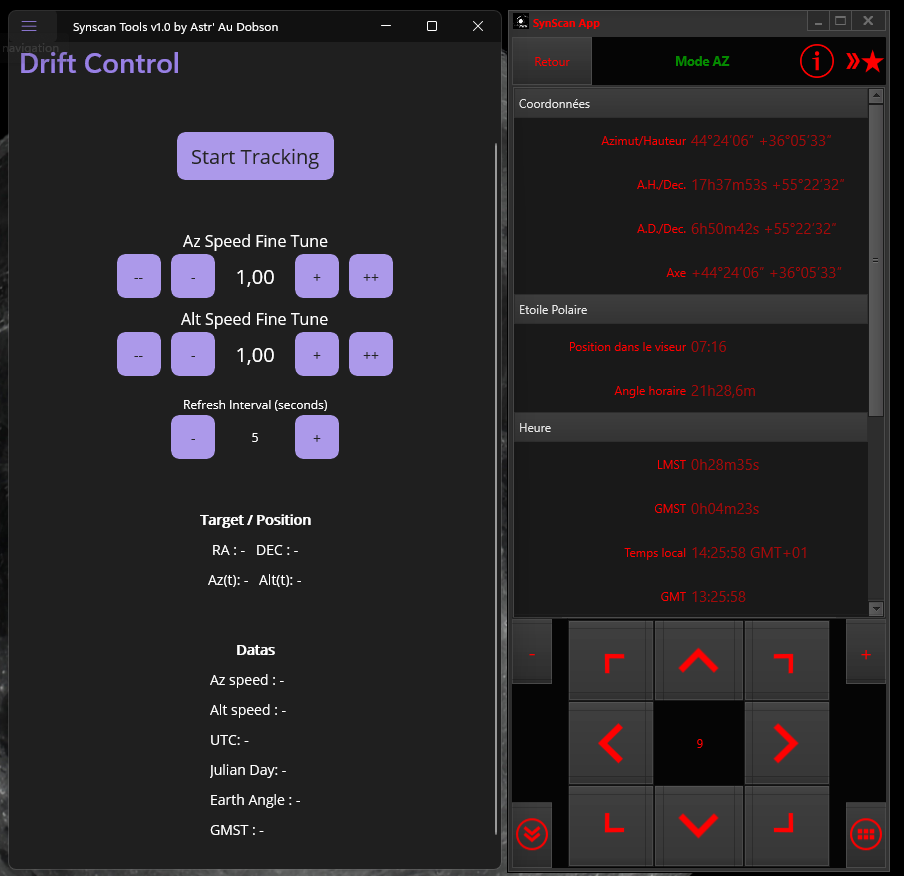 Synscan Tools v1.0 by Astr' Au Dobson
navigation
Drift Control
Start Tracking
Az Speed Fine Tune
-- - 1,00 + ++
Alt Speed Fine Tune
-- - 1,00 + ++
Refresh Interval (seconds)
- 5 +
Target / Position
RA : - DEC : -
Az(t): - Alt(t): -
Datas
Az speed : -
Alt speed : -
UTC: -
Julian Day: -
Earth Angle : -
GMST : -
SynScan App
Retour Mode AZ
Coordonnées
Azimut/Hauteur 44°24'06" +36°05'33"
A.H./Dec. 17h37m53s +55°22'32"
A.D./Dec. 6h50m42s +55°22'32"
Axe +44°24'06" +36°05'33"
Etoile Polaire
Position dans le viseur 07:16
Angle horaire 21h28,6m
Heure
LMST 0h28m35s
GMST 0h04m23s
Temps local 14:25:58 GMT+01
GMT 13:25:58
- +
9